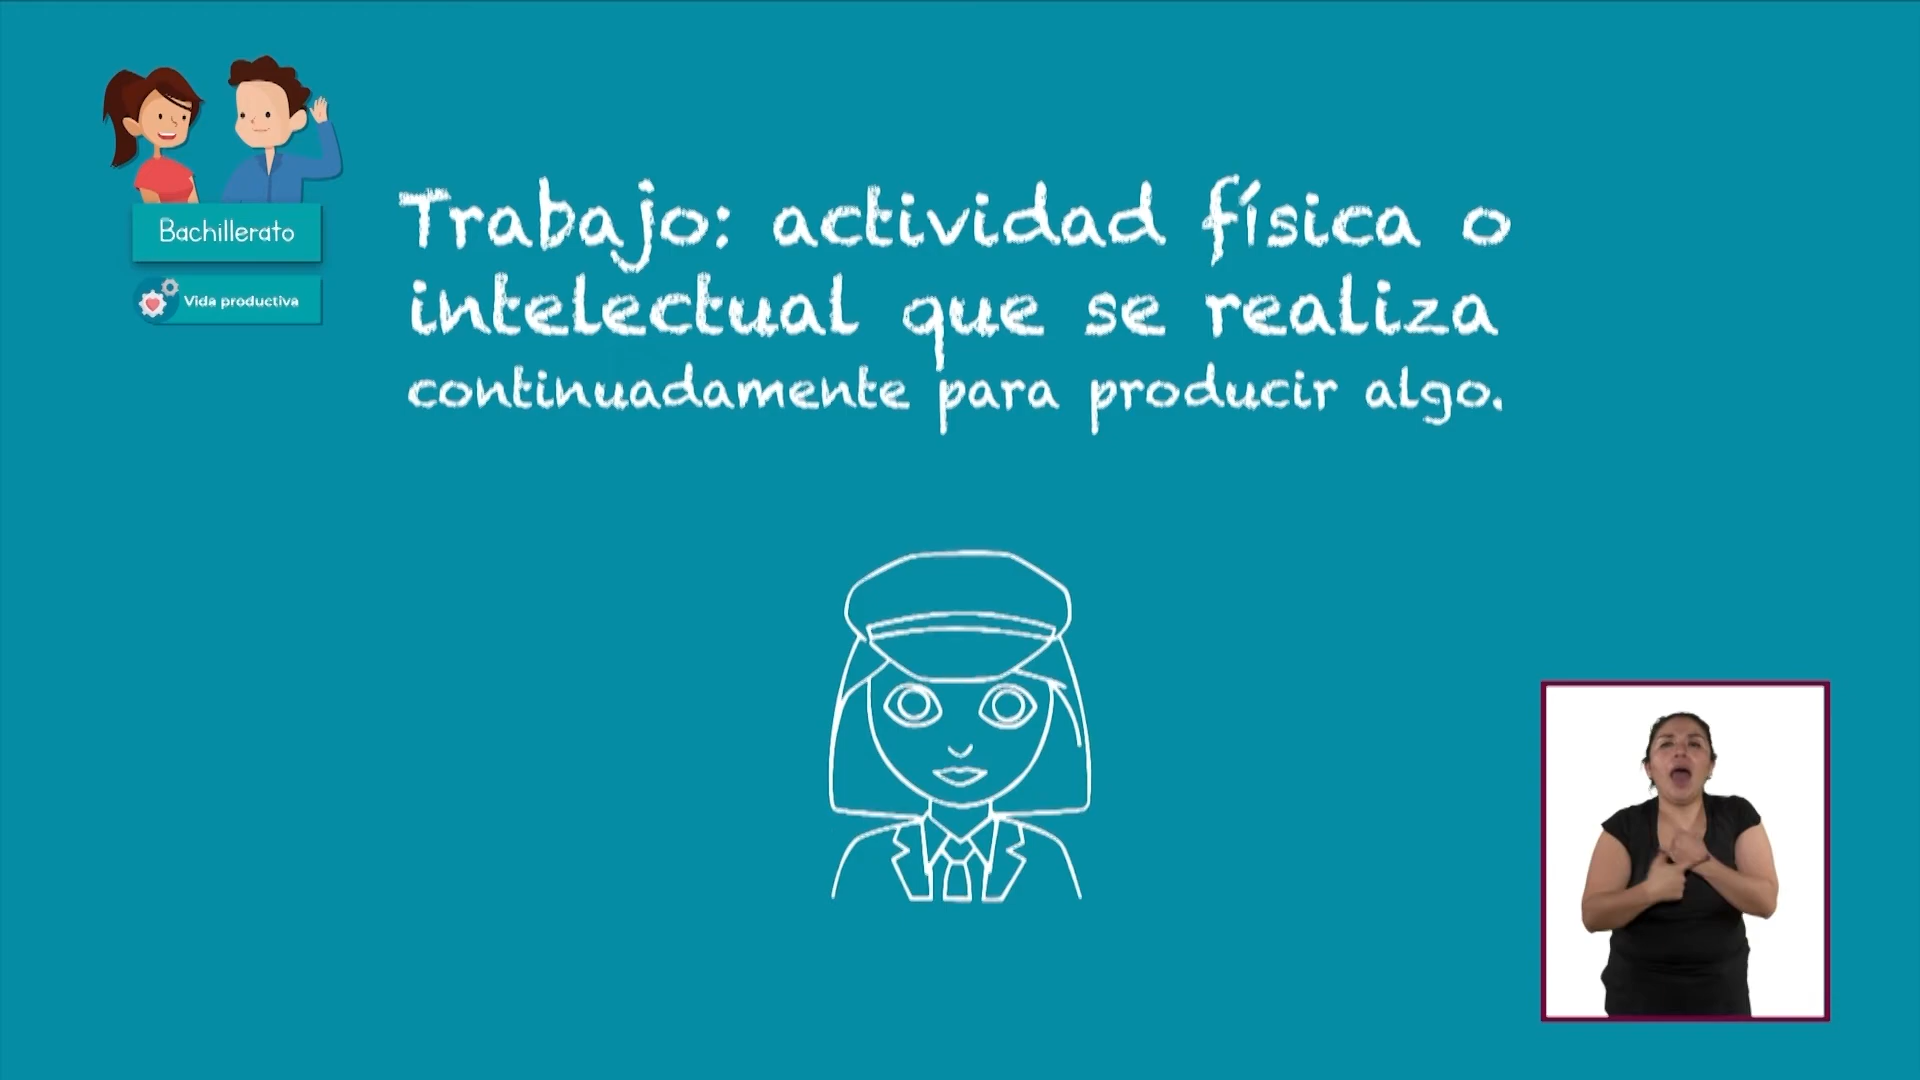 Bachillerato
Vida productiva
Trabajo: actividad física o
intelectual que se realiza
continuadamente para producir algo.